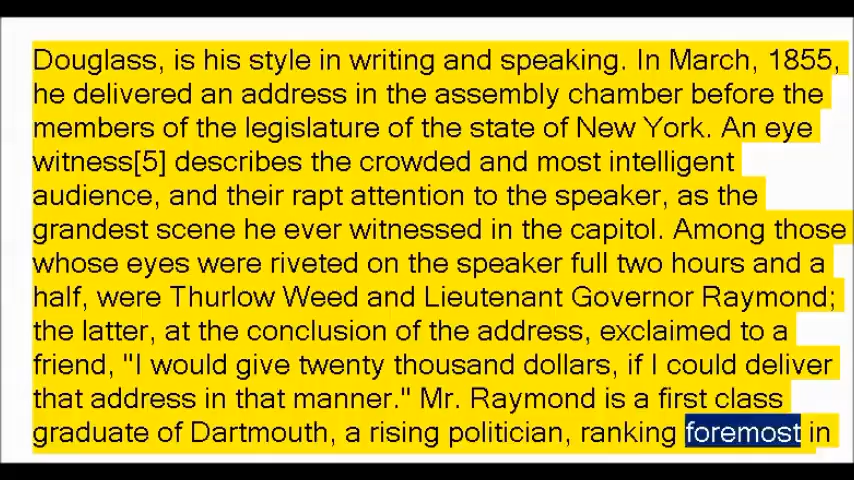 Douglass, is his style in writing and speaking. In March, 1855,
he delivered an address in the assembly chamber before the
members of the legislature of the state of New York. An eye
witness[5] describes the crowded and most intelligent
audience, and their rapt attention to the speaker, as the
grandest scene he ever witnessed in the capitol. Among those
whose eyes were riveted on the speaker full two hours and a
half, were Thurlow Weed and Lieutenant Governor Raymond;
the latter, at the conclusion of the address, exclaimed to a
friend, "I would give twenty thousand dollars, if I could deliver
that address in that manner." Mr. Raymond is a first class
graduate of Dartmouth, a rising politician, ranking foremost in